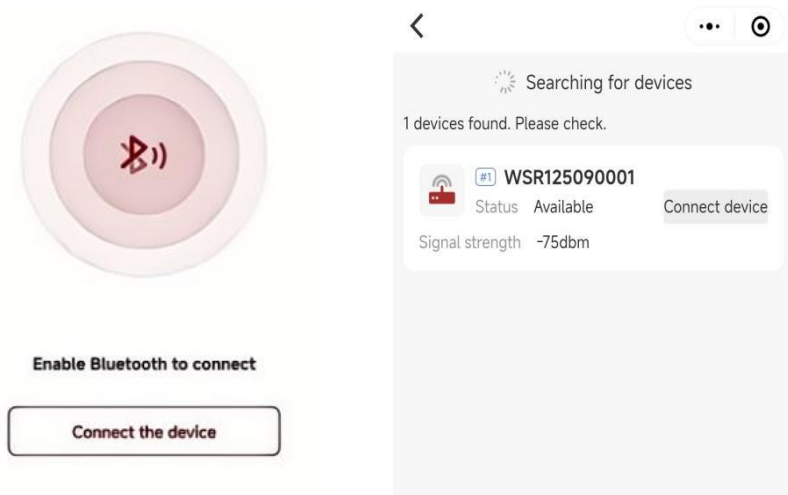 Enable Bluetooth to connect
Connect the device
Searching for devices
1 devices found. Please check.
#1 WSR125090001
Status Available
Connect device
Signal strength -75dbm